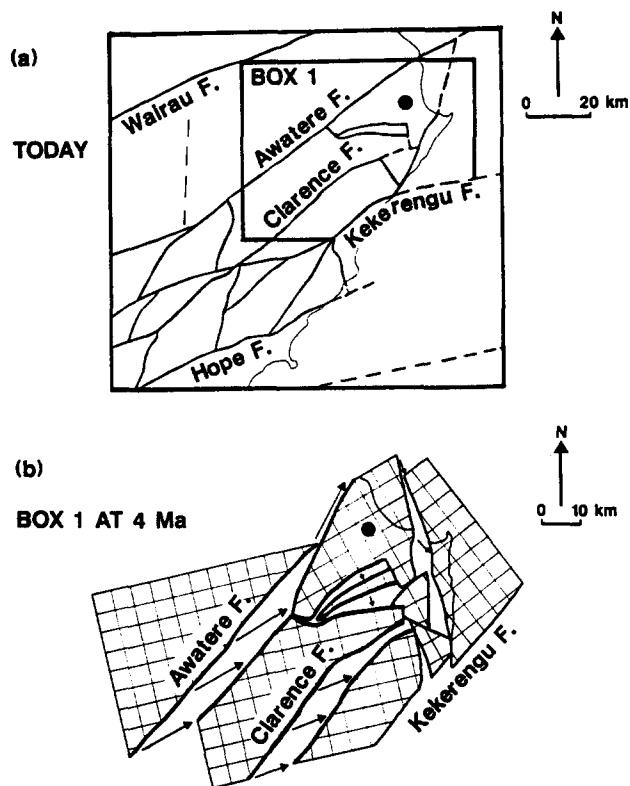 (a)
N
0 20 km
TODAY
BOX 1
Wairau F.
Awatere F.
Clarence F.
Kekerengu F.
Hope F.
(b)
N
0 10 km
BOX 1 AT 4 Ma
Awatere F.
Clarence F.
Kekerengu F.